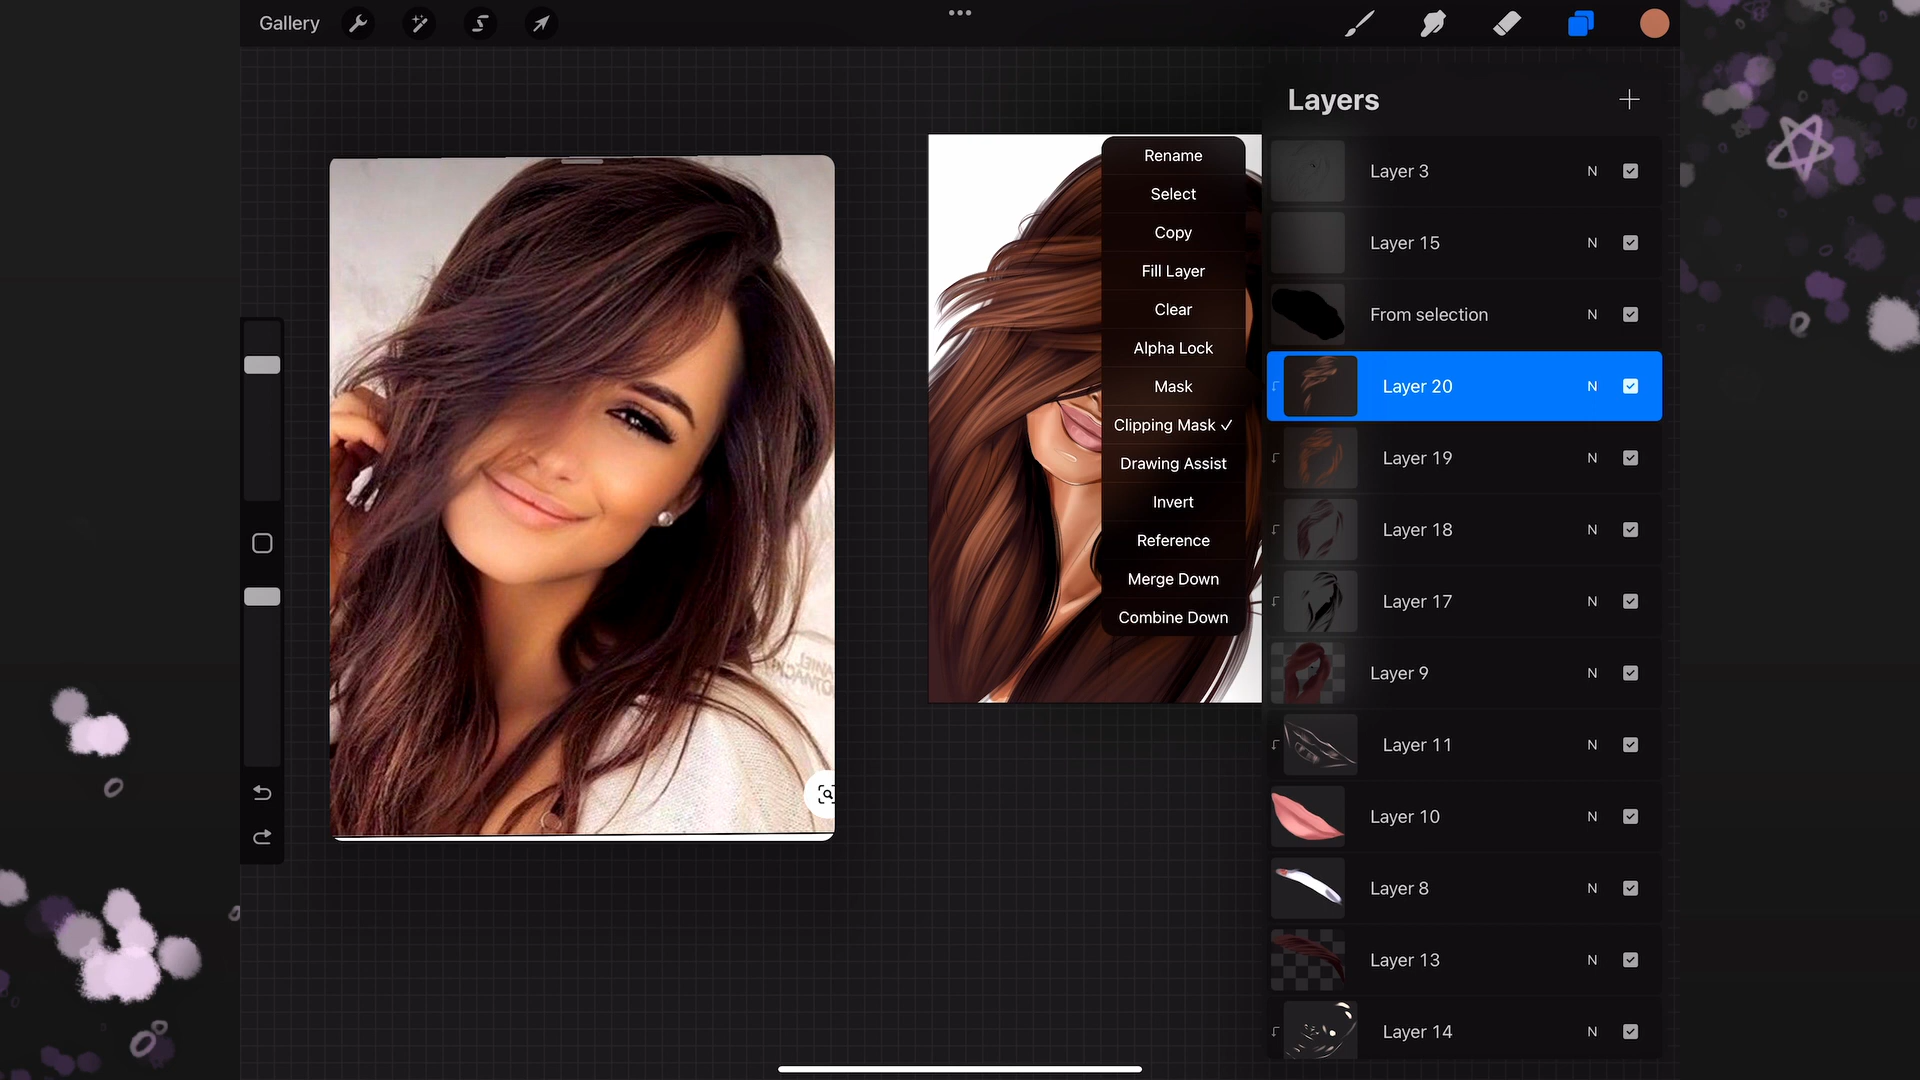 Gallery
Layers
Rename
Select
Copy
Fill Layer
Clear
Alpha Lock
Mask
Clipping Mask ✓
Drawing Assist
Invert
Reference
Merge Down
Combine Down
Layer 3 N
Layer 15 N
From selection N
Layer 20 N
Layer 19 N
Layer 18 N
Layer 17 N
Layer 9 N
Layer 11 N
Layer 10 N
Layer 8 N
Layer 13 N
Layer 14 N